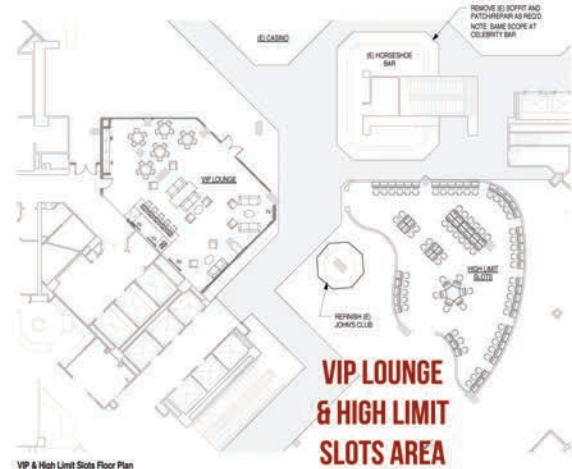 REMOVE (E) SOFFIT AND
PATCH/REPAIR AS REQ'D.
NOTE: SAME SCOPE AT
CELEBRITY BAR
(E) CASINO
(E) HORSESHOE
BAR
VIP LOUNGE
HIGH LIMIT
SLOTS
REFINISH (E)
JOHN'S CLUB
VIP LOUNGE
& HIGH LIMIT
SLOTS AREA
VIP & High Limit Slots Floor Plan